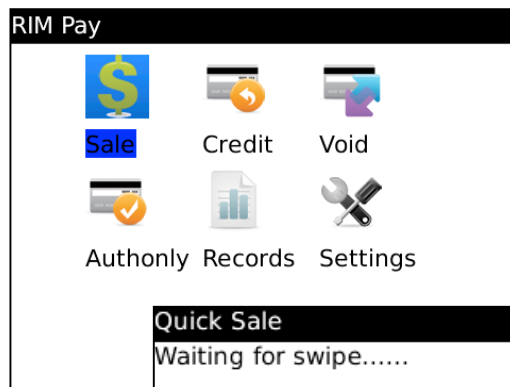 RIM Pay
Sale Credit Void
Authonly Records Settings
Quick Sale
Waiting for swipe......